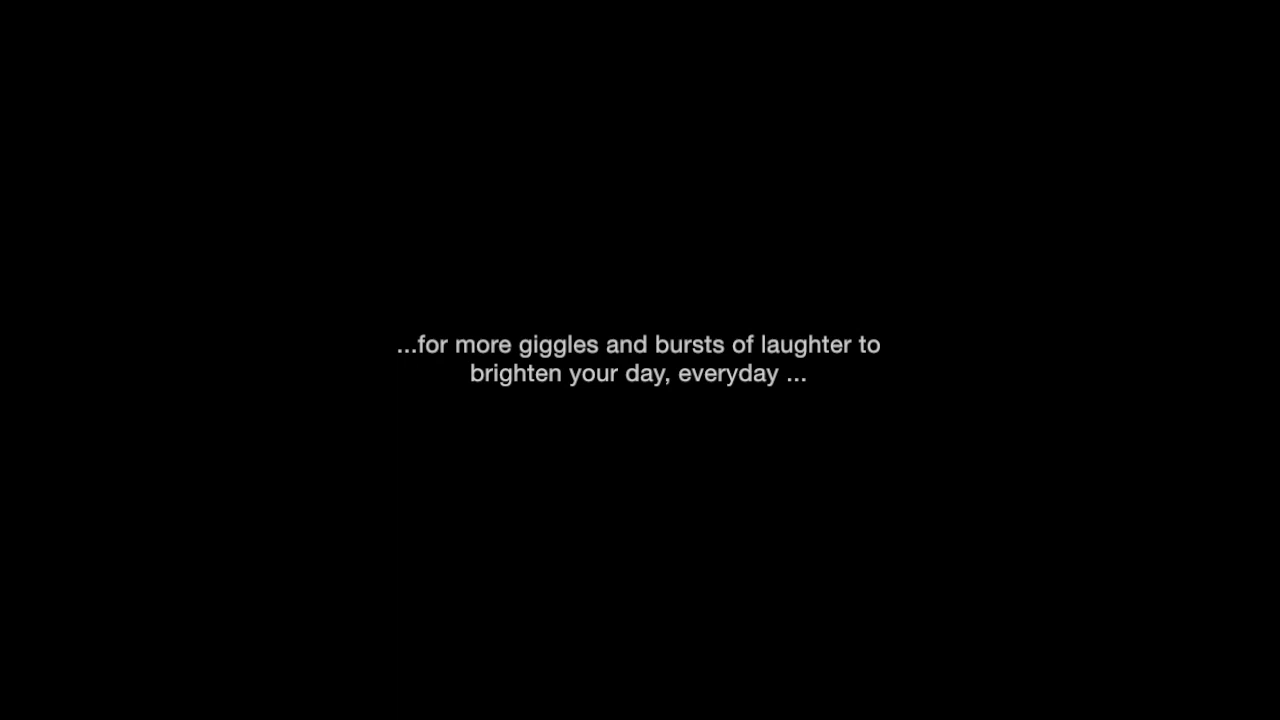 ...for more giggles and bursts of laughter to
brighten your day, everyday ...